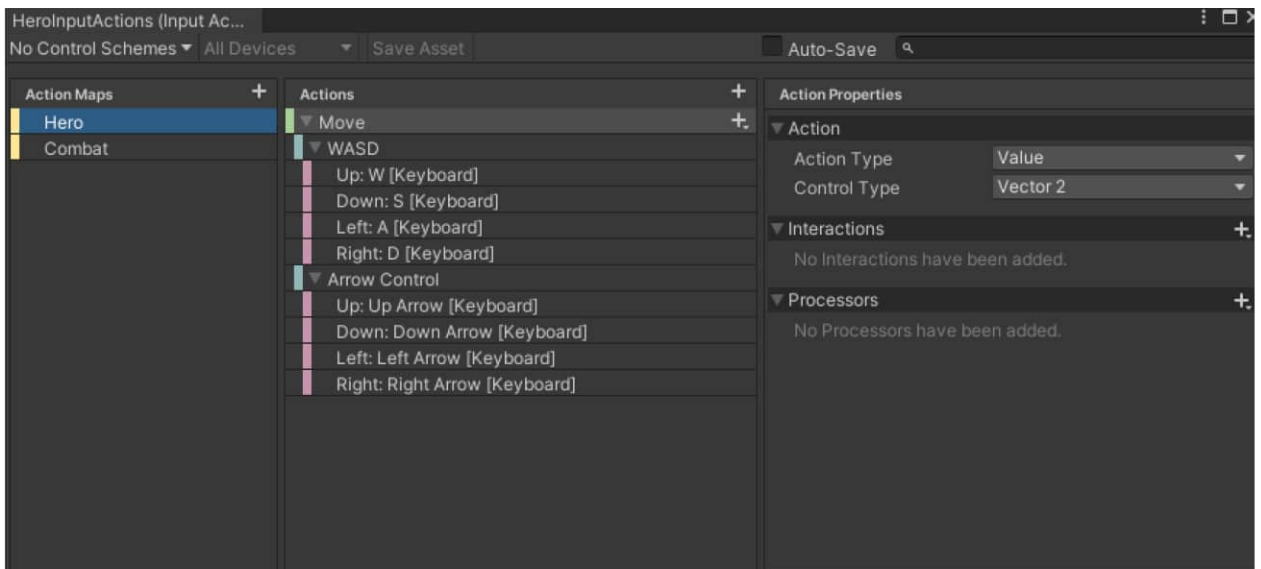 HeroInputActions (Input Ac...
No Control Schemes All Devices Save Asset Auto-Save
Action Maps
Hero
Combat
Actions
Move
WASD
Up: W [Keyboard]
Down: S [Keyboard]
Left: A [Keyboard]
Right: D [Keyboard]
Arrow Control
Up: Up Arrow [Keyboard]
Down: Down Arrow [Keyboard]
Left: Left Arrow [Keyboard]
Right: Right Arrow [Keyboard]
Action Properties
Action
Action Type Value
Control Type Vector 2
Interactions
No Interactions have been added.
Processors
No Processors have been added.